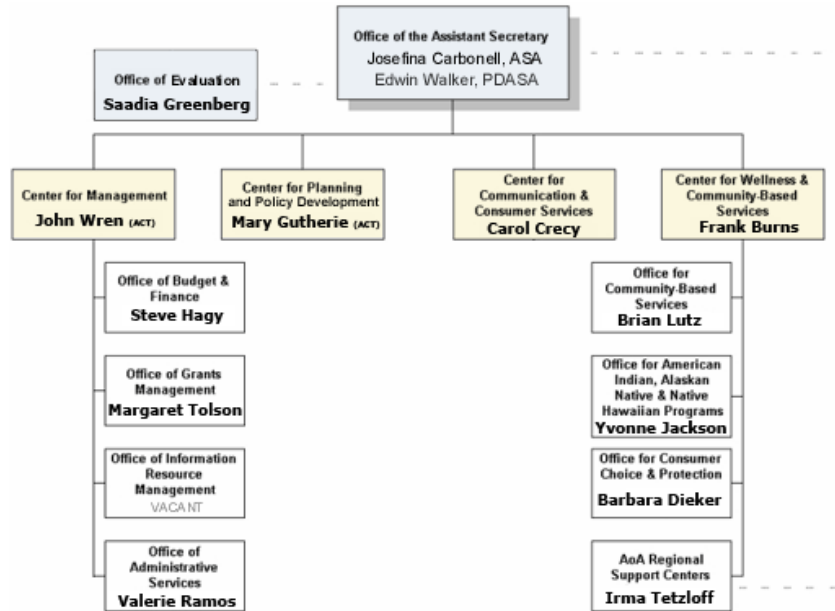 Office of the Assistant Secretary
Josefina Carbonell, ASA
Edwin Walker, PDASA
Office of Evaluation
Saadia Greenberg
Center for Management
John Wren (ACT)
Center for Planning
and Policy Development
Mary Gutherie (ACT)
Center for
Communication &
Consumer Services
Carol Crecy
Center for Wellness &
Community-Based
Services
Frank Burns
Office of Budget &
Finance
Steve Hagy
Office of Grants
Management
Margaret Tolson
Office of Information
Resource
Management
VACANT
Office of
Administrative
Services
Valerie Ramos
Office for
Community-Based
Services
Brian Lutz
Office for American
Indian, Alaskan
Native & Native
Hawaiian Programs
Yvonne Jackson
Office for Consumer
Choice & Protection
Barbara Dieker
AoA Regional
Support Centers
Irma Tetzloff